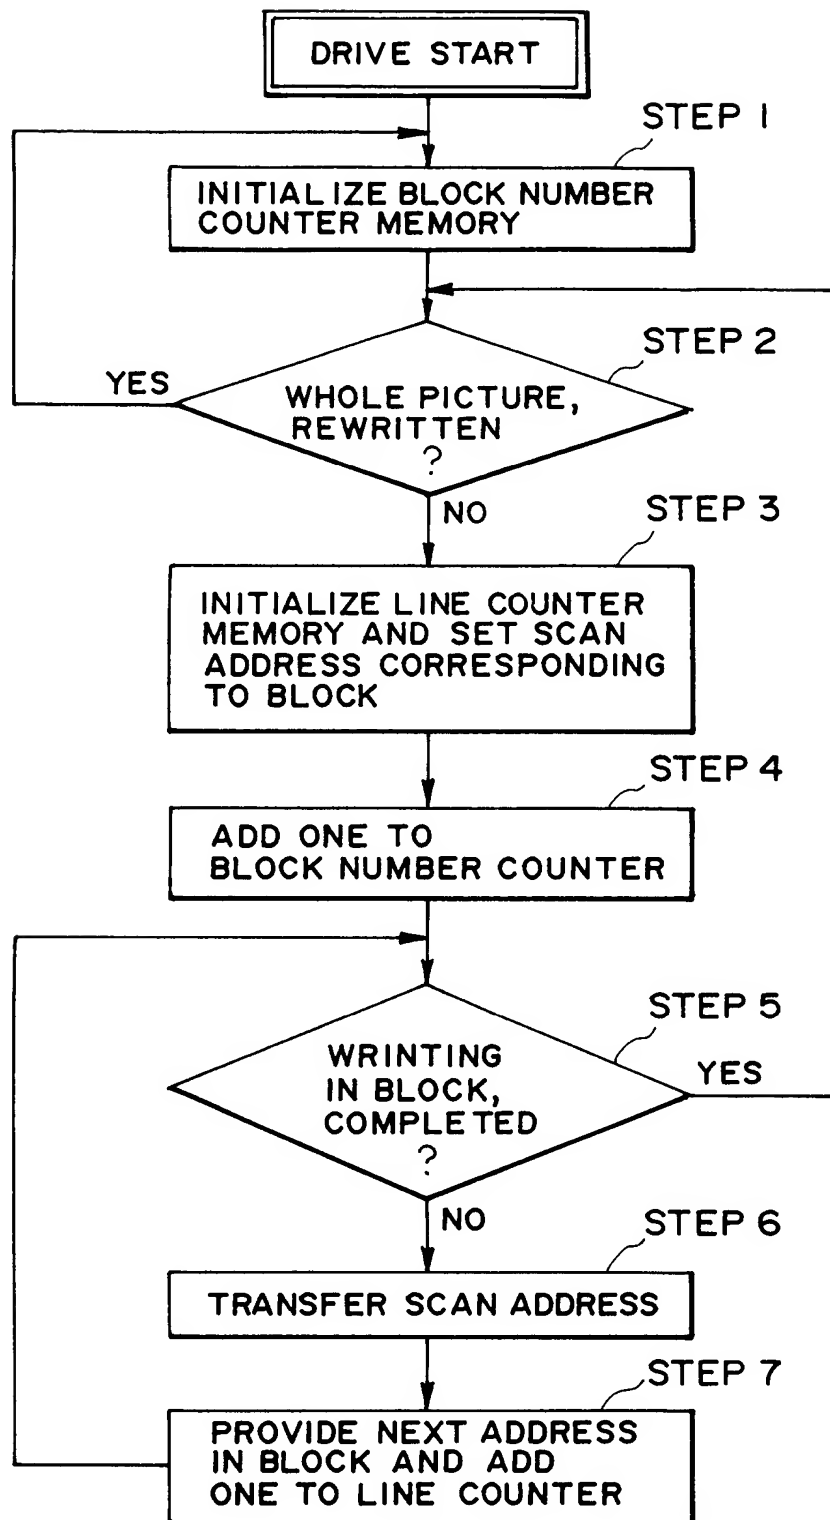 DRIVE START
STEP 1
INITIALIZE BLOCK NUMBER
COUNTER MEMORY
STEP 2
YES
WHOLE PICTURE,
REWRITTEN
?
NO
STEP 3
INITIALIZE LINE COUNTER
MEMORY AND SET SCAN
ADDRESS CORRESPONDING
TO BLOCK
STEP 4
ADD ONE TO
BLOCK NUMBER COUNTER
STEP 5
WRINTING
IN BLOCK,
COMPLETED
?
YES
NO
STEP 6
TRANSFER SCAN ADDRESS
STEP 7
PROVIDE NEXT ADDRESS
IN BLOCK AND ADD
ONE TO LINE COUNTER